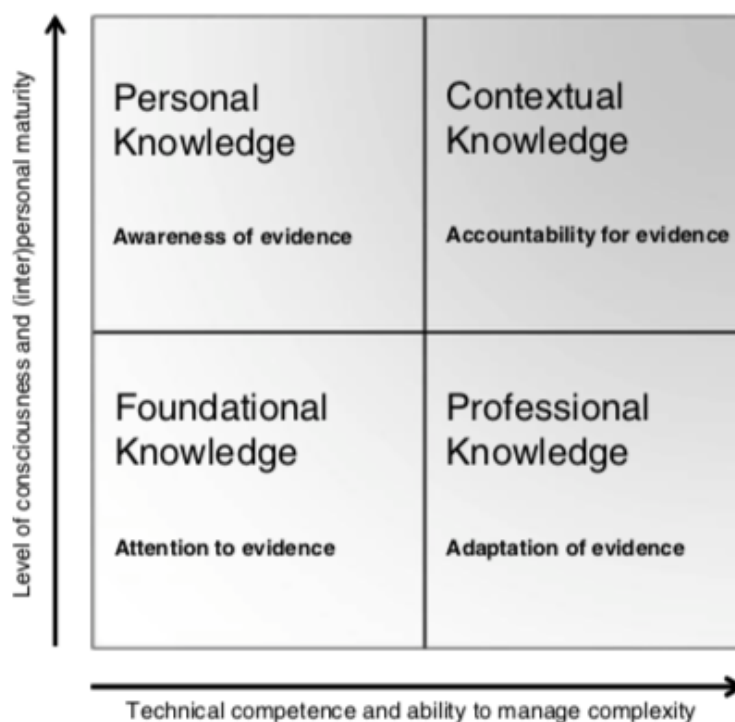 Level of consciousness and (inter)personal maturity
Personal
Knowledge
Awareness of evidence
Contextual
Knowledge
Accountability for evidence
Foundational
Knowledge
Attention to evidence
Professional
Knowledge
Adaptation of evidence
Technical competence and ability to manage complexity